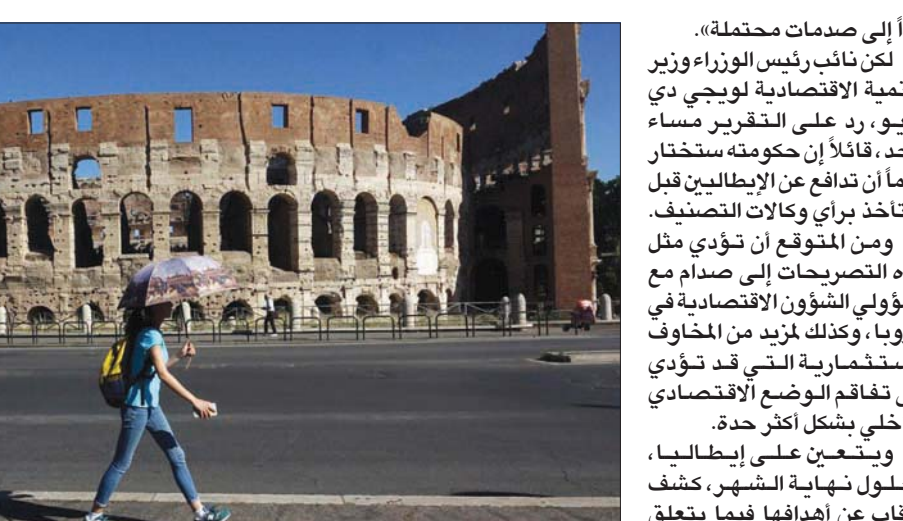 اً إلى صدمات محتملة».
لكن نائب رئيس الوزراء وزير
تمية الاقتصادية لويجي دي
يو، رد على التقرير مساء
حد، قائلاً إن حكومته ستختار
ماً أن تدافع عن الإيطاليين قبل
تأخذ برأي وكالات التصنيف.
ومن المتوقع أن تؤدي مثل
ه التصريحات إلى صدام مع
ؤولي الشؤون الاقتصادية في
روبا، وكذلك لمزيد من المخاوف
ستثمارية التي قد تؤدي
ى تفاقم الوضع الاقتصادي
اخلي بشكل أكثر حدة.
ويتعين على إيطاليا،
لول نهاية الشهر، كشف
قاب عن أهدافها فيما يتعلق